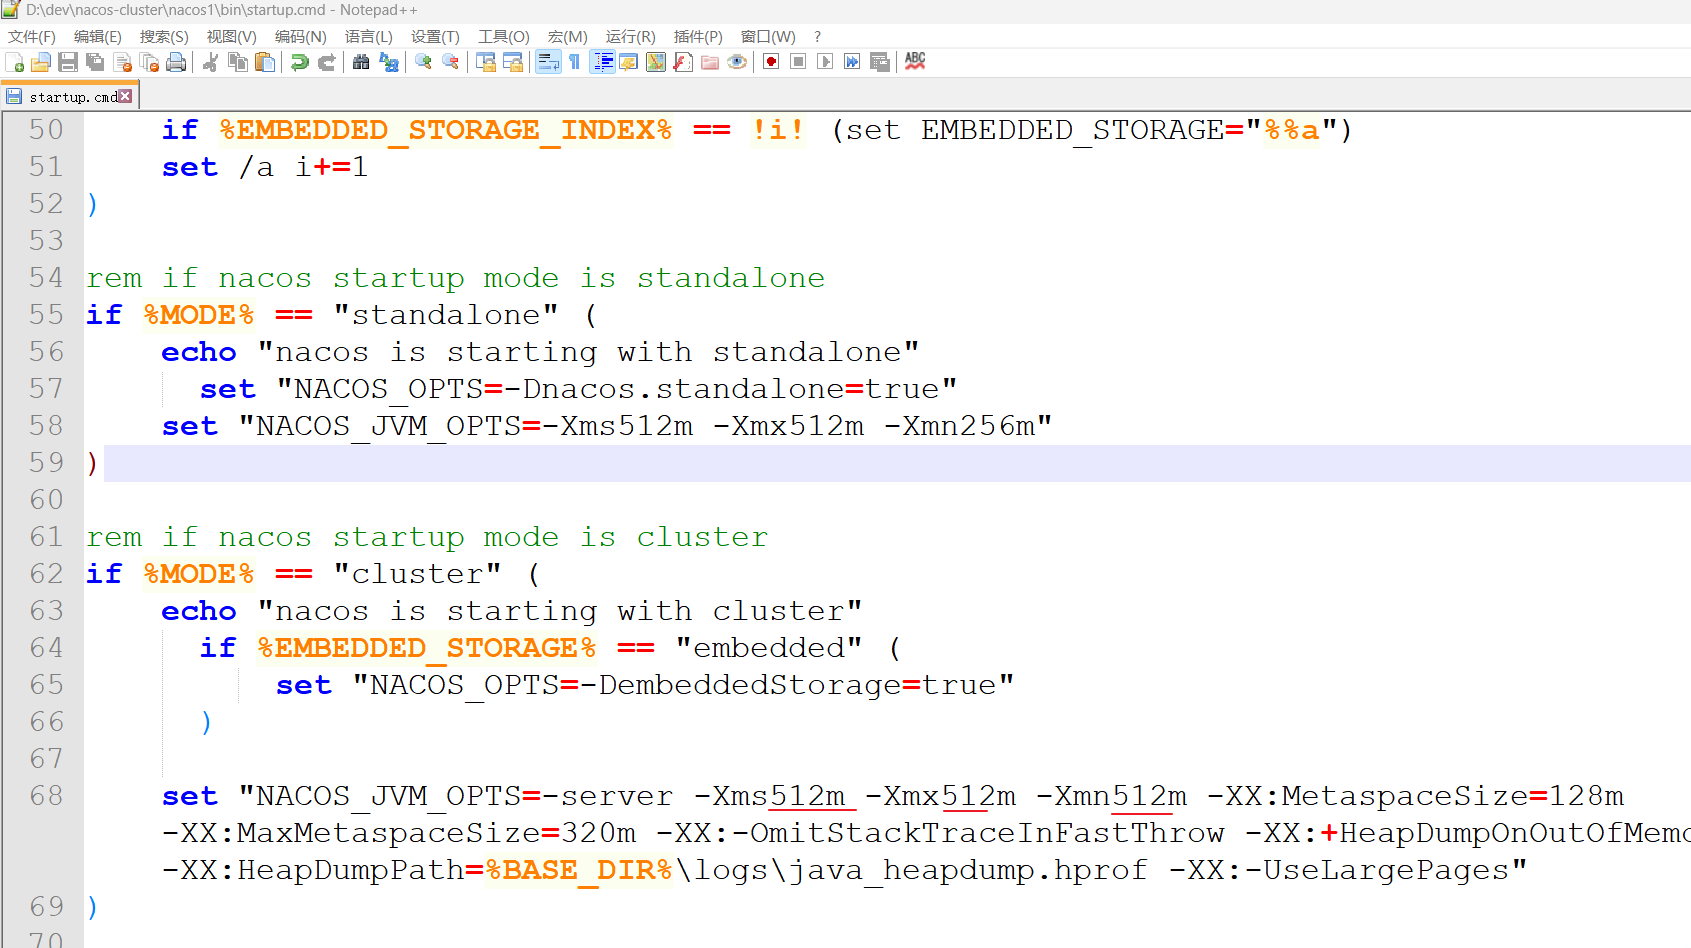 D:\dev\nacos-cluster\nacos1\bin\startup.cmd - Notepad++
文件(F) 编辑(E) 搜索(S) 视图(V) 编码(N) 语言(L) 设置(T) 工具(O) 宏(M) 运行(R) 插件(P) 窗口(W) ?
ABC
startup.cmd
50 if %EMBEDDED_STORAGE_INDEX% == !i! (set EMBEDDED_STORAGE="%%a")
51 set /a i+=1
52 )
53
54 rem if nacos startup mode is standalone
55 if %MODE% == "standalone" (
56 echo "nacos is starting with standalone"
57 set "NACOS_OPTS=-Dnacos.standalone=true"
58 set "NACOS_JVM_OPTS=-Xms512m -Xmx512m -Xmn256m"
59 )
60
61 rem if nacos startup mode is cluster
62 if %MODE% == "cluster" (
63 echo "nacos is starting with cluster"
64 if %EMBEDDED_STORAGE% == "embedded" (
65 set "NACOS_OPTS=-DembeddedStorage=true"
66 )
67
68 set "NACOS_JVM_OPTS=-server -Xms512m -Xmx512m -Xmn512m -XX:MetaspaceSize=128m
-XX:MaxMetaspaceSize=320m -XX:-OmitStackTraceInFastThrow -XX:+HeapDumpOnOutOfMemo
-XX:HeapDumpPath=%BASE_DIR%\logs\java_heapdump.hprof -XX:-UseLargePages"
69 )
70